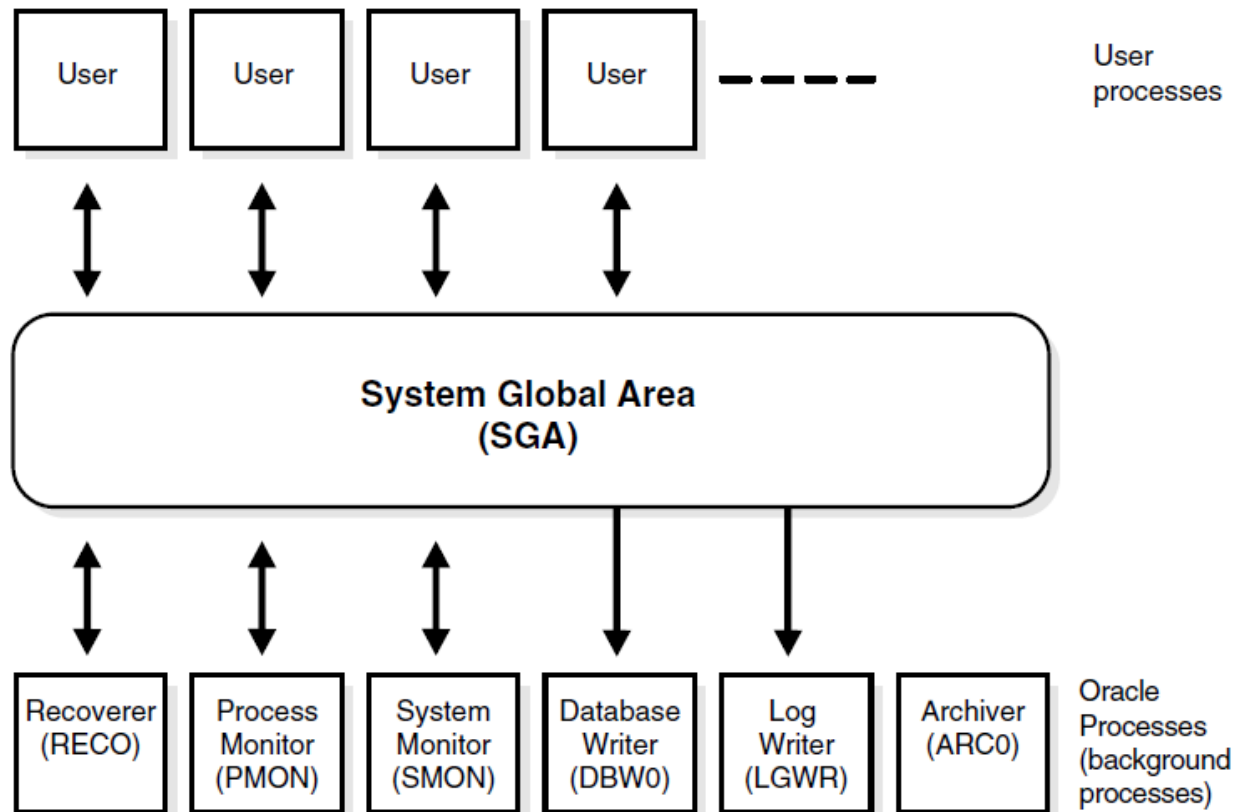 User
User
User
User
User
processes
System Global Area
(SGA)
Recoverer
(RECO)
Process
Monitor
(PMON)
System
Monitor
(SMON)
Database
Writer
(DBW0)
Log
Writer
(LGWR)
Archiver
(ARC0)
Oracle
Processes
(background
processes)